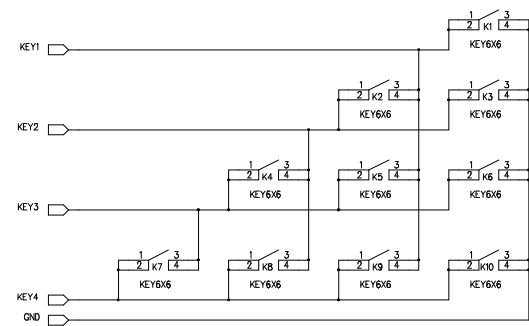 1 3
2 K1 4
KEY6X6
KEY1
1 3 1 3
2 K2 4 2 K3 4
KEY6X6 KEY6X6
KEY2
1 3 1 3 1 3
2 K4 4 2 K5 4 2 K6 4
KEY6X6 KEY6X6 KEY6X6
KEY3
1 3 1 3 1 3 1 3
2 K7 4 2 K8 4 2 K9 4 2 K10 4
KEY6X6 KEY6X6 KEY6X6 KEY6X6
KEY4
GND